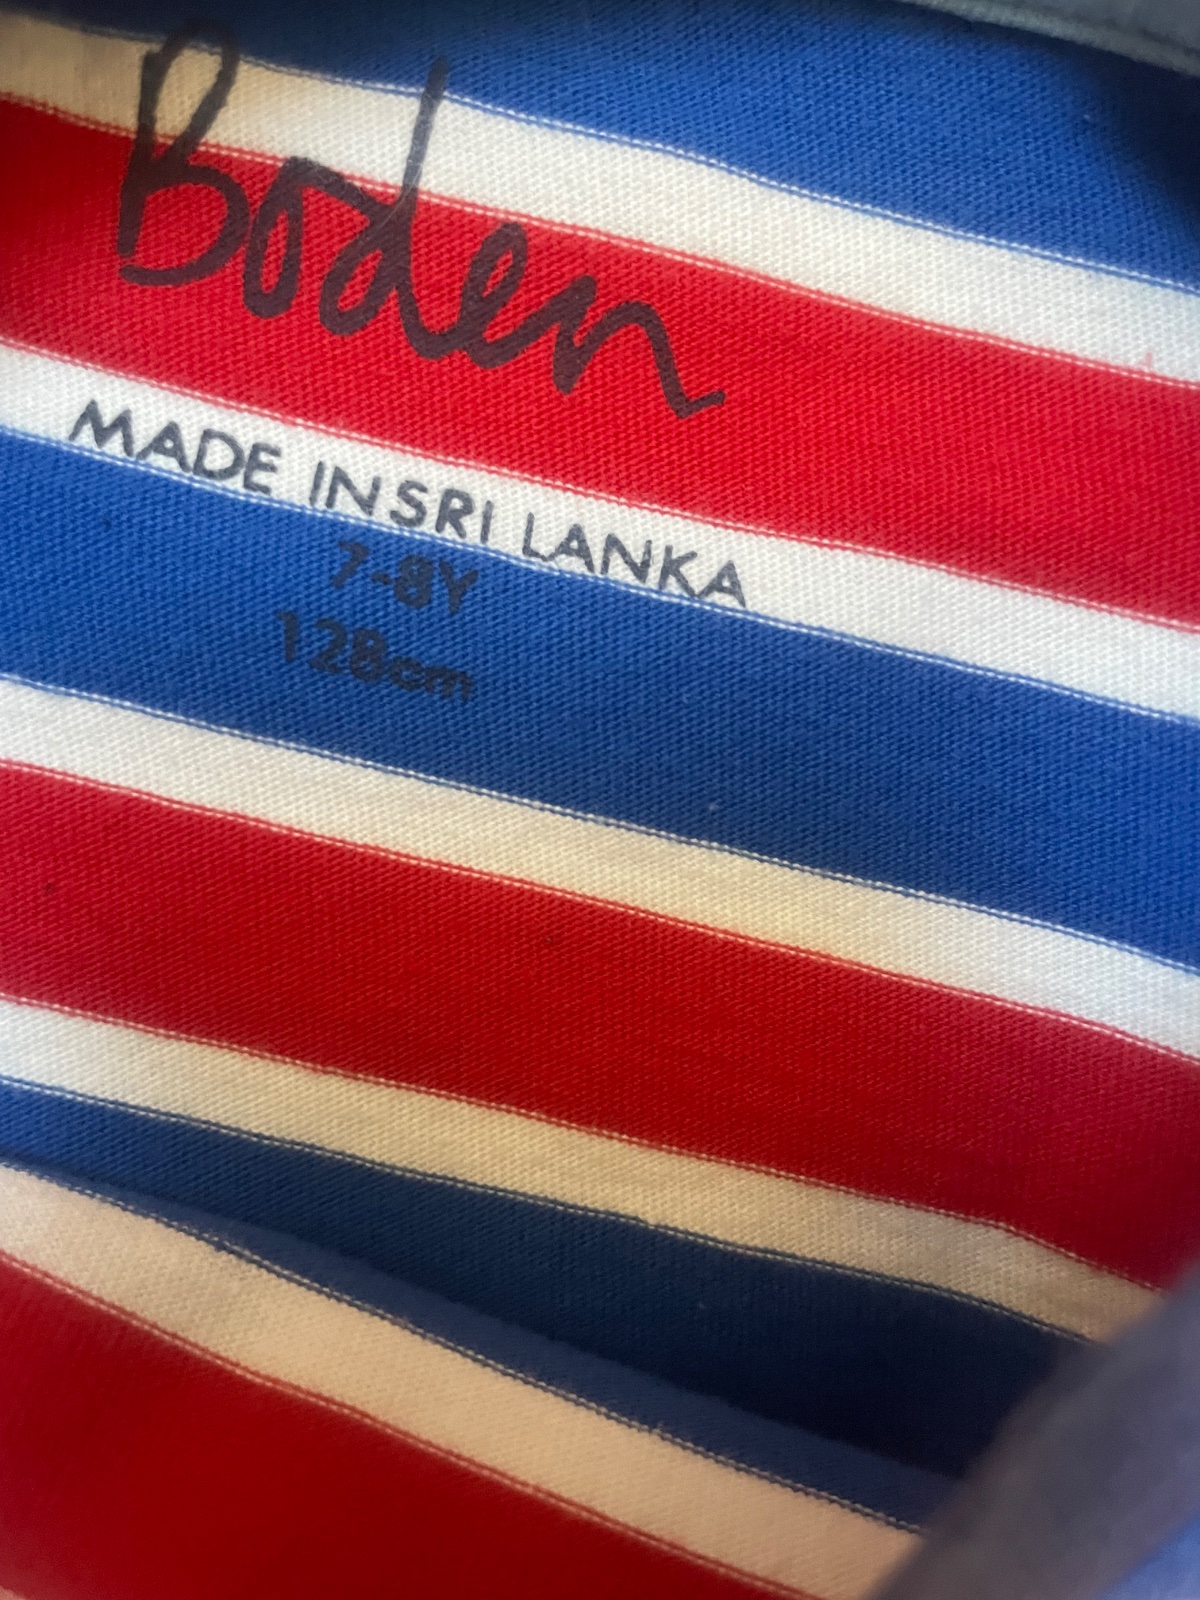 Boden
MADE IN SRI LANKA
7-8Y
128cm